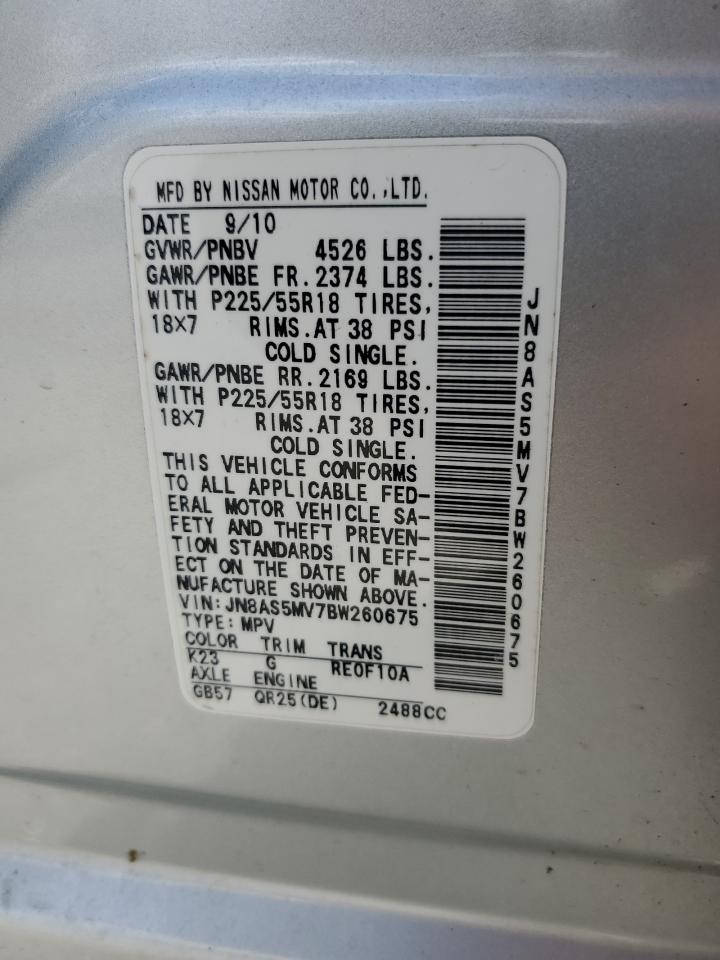 MFD BY NISSAN MOTOR CO.,LTD.
DATE 9/10
GVWR/PNBV 4526 LBS.
GAWR/PNBE FR. 2374 LBS.
WITH P225/55R18 TIRES,
18X7 RIMS. AT 38 PSI
COLD SINGLE.
GAWR/PNBE RR. 2169 LBS.
WITH P225/55R18 TIRES,
18X7 RIMS. AT 38 PSI
COLD SINGLE.
THIS VEHICLE CONFORMS
TO ALL APPLICABLE FED-
ERAL MOTOR VEHICLE SA-
FETY AND THEFT PREVEN-
TION STANDARDS IN EFF-
ECT ON THE DATE OF MA-
NUFACTURE SHOWN ABOVE.
VIN: JN8AS5MV7BW260675
TYPE: MPV
COLOR TRIM TRANS
K23 G RE0F10A
AXLE ENGINE
GB57 QR25(DE) 2488CC
JN8AS5MV7BW260675